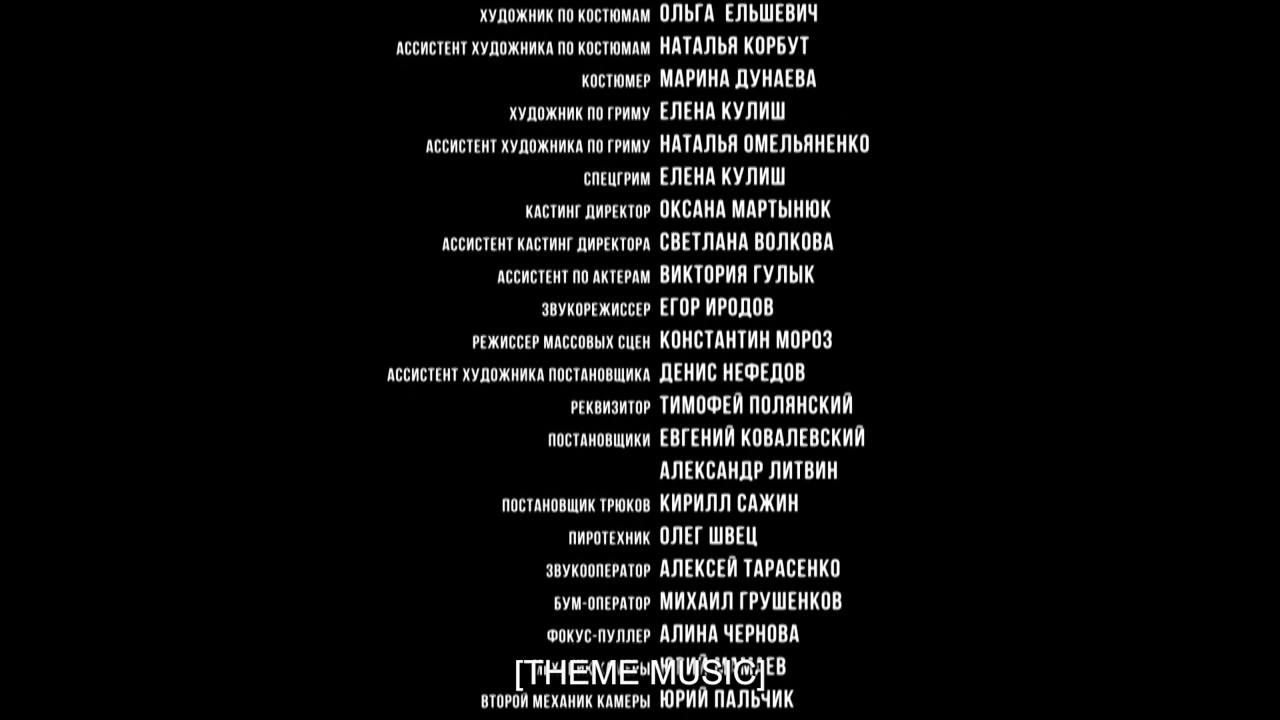 ХУДОЖНИК ПО КОСТЮМАМ ОЛЬГА ЕЛЬШЕВИЧ
АССИСТЕНТ ХУДОЖНИКА ПО КОСТЮМАМ НАТАЛЬЯ КОРБУТ
КОСТЮМЕР МАРИНА ДУНАЕВА
ХУДОЖНИК ПО ГРИМУ ЕЛЕНА КУЛИШ
АССИСТЕНТ ХУДОЖНИКА ПО ГРИМУ НАТАЛЬЯ ОМЕЛЬЯНЕНКО
СПЕЦГРИМ ЕЛЕНА КУЛИШ
КАСТИНГ ДИРЕКТОР ОКСАНА МАРТЫНЮК
АССИСТЕНТ КАСТИНГ ДИРЕКТОРА СВЕТЛАНА ВОЛКОВА
АССИСТЕНТ ПО АКТЕРАМ ВИКТОРИЯ ГУЛЫК
ЗВУКОРЕЖИССЕР ЕГОР ИРОДОВ
РЕЖИССЕР МАССОВЫХ СЦЕН КОНСТАНТИН МОРОЗ
АССИСТЕНТ ХУДОЖНИКА ПОСТАНОВЩИКА ДЕНИС НЕФЕДОВ
РЕКВИЗИТОР ТИМОФЕЙ ПОЛЯНСКИЙ
ПОСТАНОВЩИКИ ЕВГЕНИЙ КОВАЛЕВСКИЙ
АЛЕКСАНДР ЛИТВИН
ПОСТАНОВЩИК ТРЮКОВ КИРИЛЛ САЖИН
ПИРОТЕХНИК ОЛЕГ ШВЕЦ
ЗВУКООПЕРАТОР АЛЕКСЕЙ ТАРАСЕНКО
БУМ-ОПЕРАТОР МИХАИЛ ГРУШЕНКОВ
ФОКУС-ПУЛЛЕР АЛИНА ЧЕРНОВА
[THEME MUSIC]
ВТОРОЙ МЕХАНИК КАМЕРЫ ЮРИЙ ПАЛЬЧИК